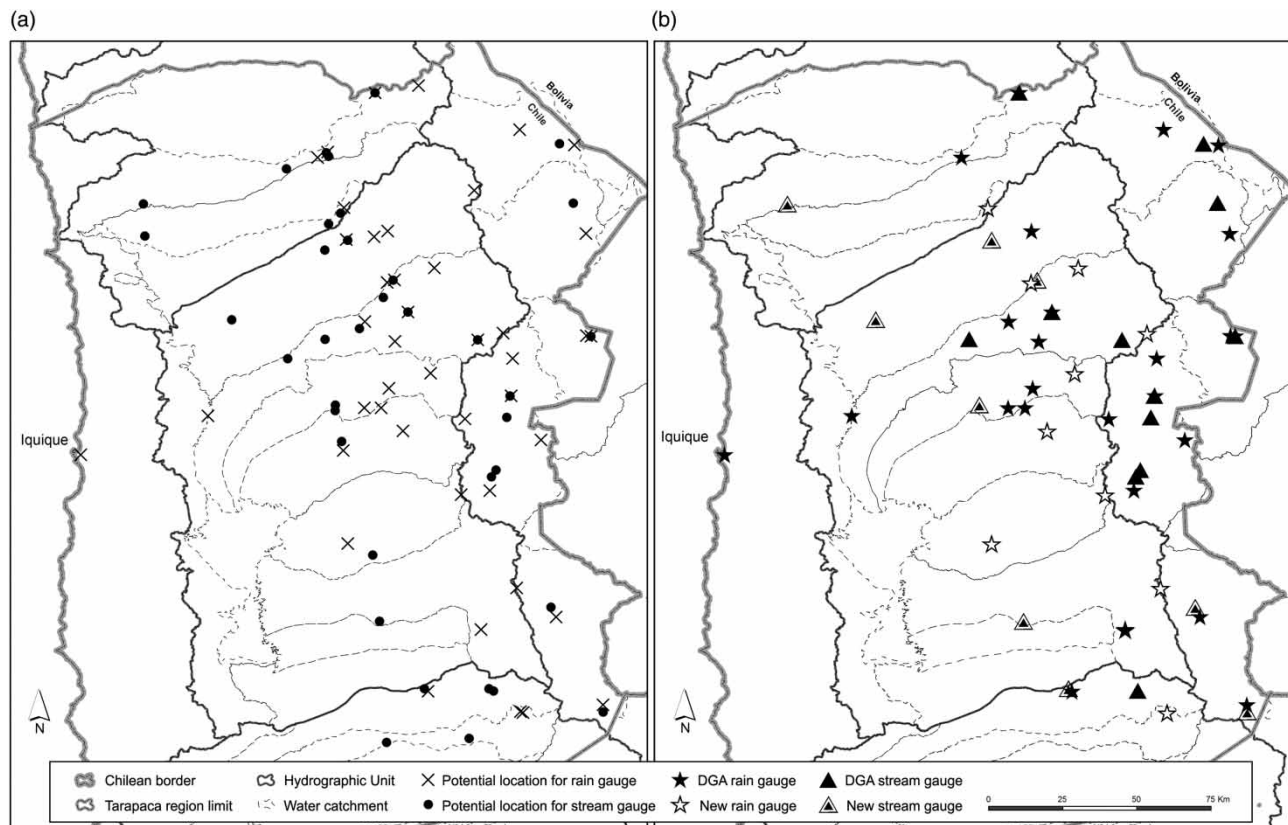 (a)
(b)
Bolivia
Chile
Bolivia
Chile
Iquique
Iquique
N
N
Chilean border
Hydrographic Unit
Potential location for rain gauge
DGA rain gauge
DGA stream gauge
Tarapaca region limit
Water catchment
Potential location for stream gauge
New rain gauge
New stream gauge
0 25 50 75 Km